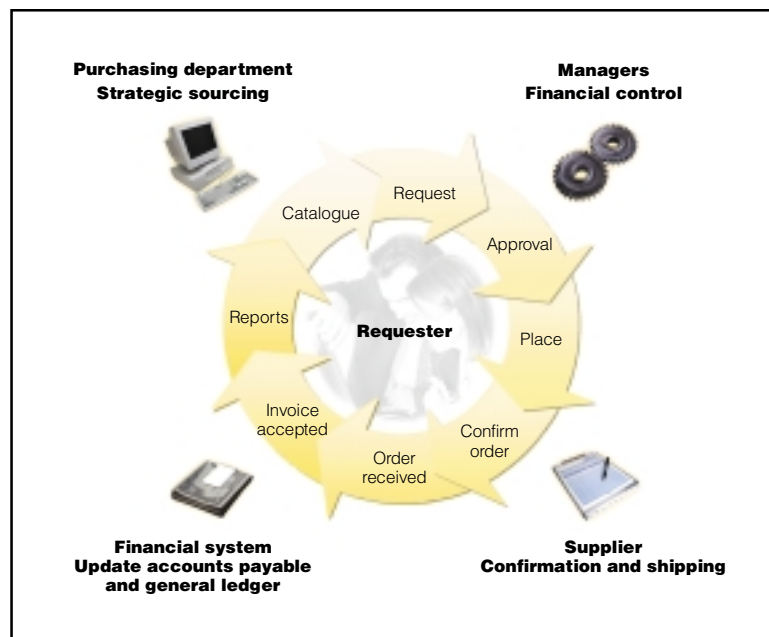 Purchasing department
Strategic sourcing
Managers
Financial control
Request
Catalogue
Approval
Reports
Requester
Place
Invoice
accepted
Confirm
order
Order
received
Financial system
Update accounts payable
and general ledger
Supplier
Confirmation and shipping